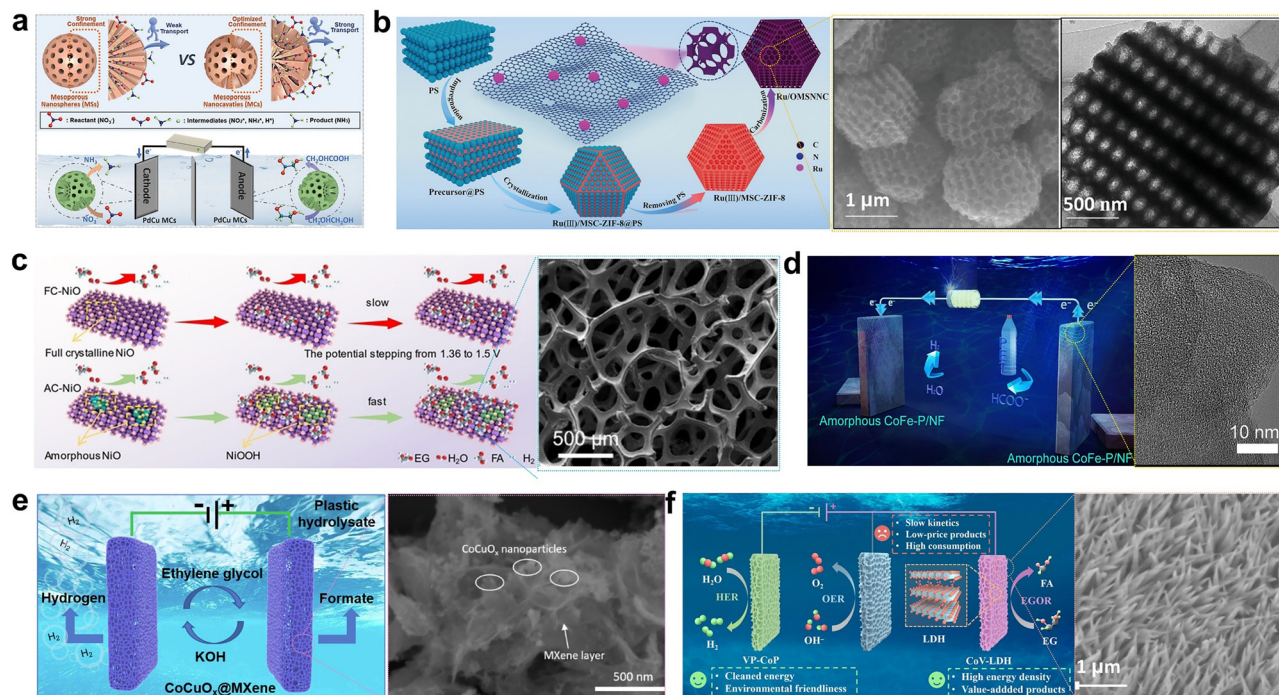 a
Strong
Confinement
Weak
Transport
Optimized
Confinement
Strong
Transport
VS
Mesoporous
Nanospheres (MSs)
Mesoporous
Nanocavaties (MCs)
: Reactant (NO₂⁻)
: Intermediates (NO₂*, NH₂*, H*)
: Product (NH₃)
e⁻
e⁻
NH₃
NO₂⁻
Cathode
Anode
PdCu MCs
PdCu MCs
CH₂OHCOOH
CH₂OHCH₂OH
b
PS
Impregnation
Precursor@PS
Crystallization
Ru(III)/MSC-ZIF-8@PS
Removing PS
Ru(III)/MSC-ZIF-8
Carbonization
Ru/OMSNNC
C
N
Ru
1 μm
500 nm
c
FC-NiO
Full crystalline NiO
slow
The potential stepping from 1.36 to 1.5 V
AC-NiO
Amorphous NiO
NiOOH
fast
EG
H₂O
FA
H₂
500 μm
d
e⁻
e⁻
e⁻
H₂
H₂O
HCOO⁻
Amorphous CoFe-P/NF
Amorphous CoFe-P/NF
10 nm
e
H₂
H₂
H₂
H₂
- +
Plastic
hydrolysate
Ethylene glycol
Hydrogen
Formate
KOH
CoCuOₓ@MXene
CoCuOₓ nanoparticles
MXene layer
500 nm
f
- +
• Slow kinetics
• Low-price products
• High consumption
H₂O
HER
H₂
O₂
OER
OH⁻
LDH
FA
EGOR
EG
VP-CoP
CoV-LDH
• Cleaned energy
• Environmental friendliness
• High energy density
• Value-addded products
1 μm